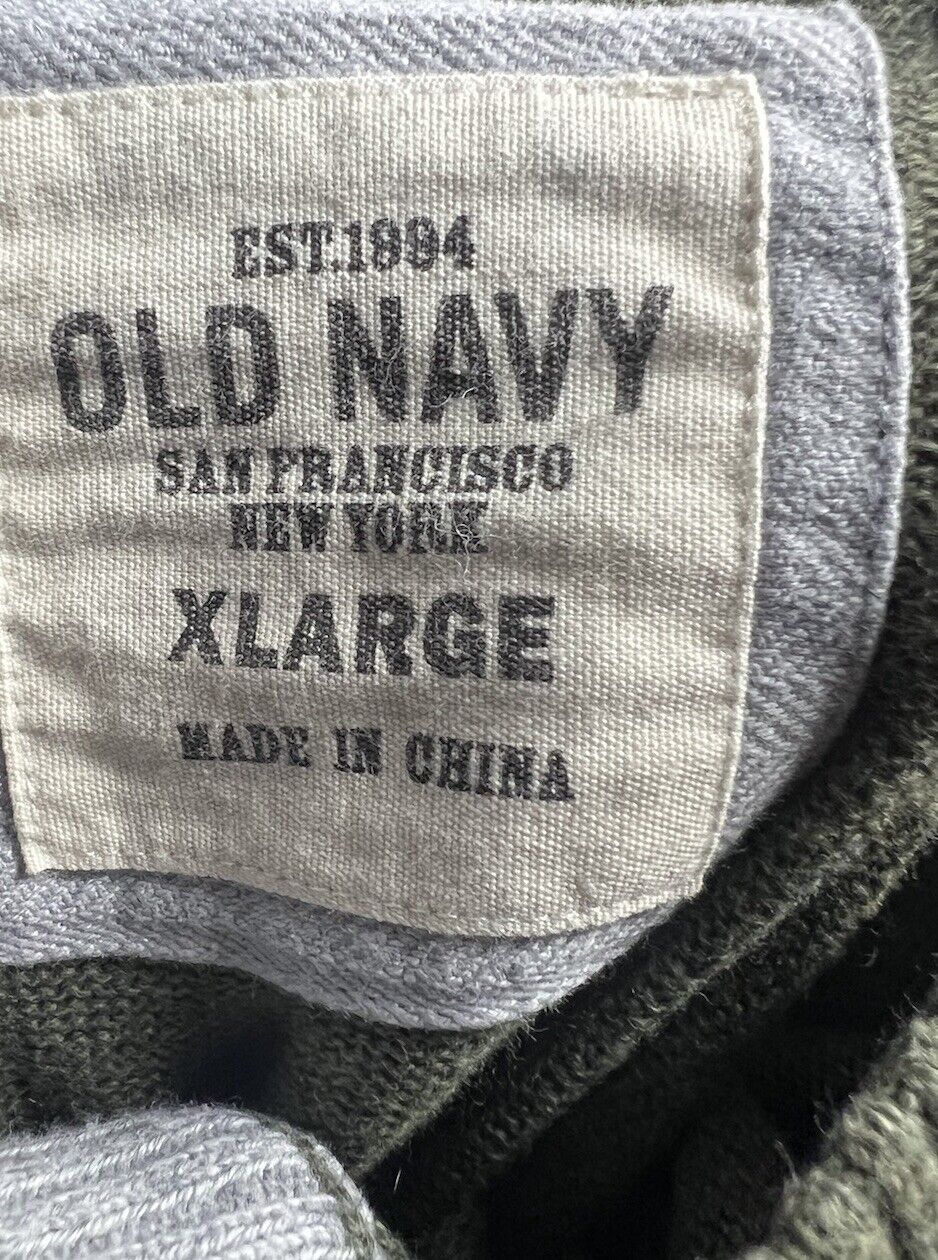 EST.1994
OLD NAVY
SAN FRANCISCO
NEW YORK
XLARGE
MADE IN CHINA